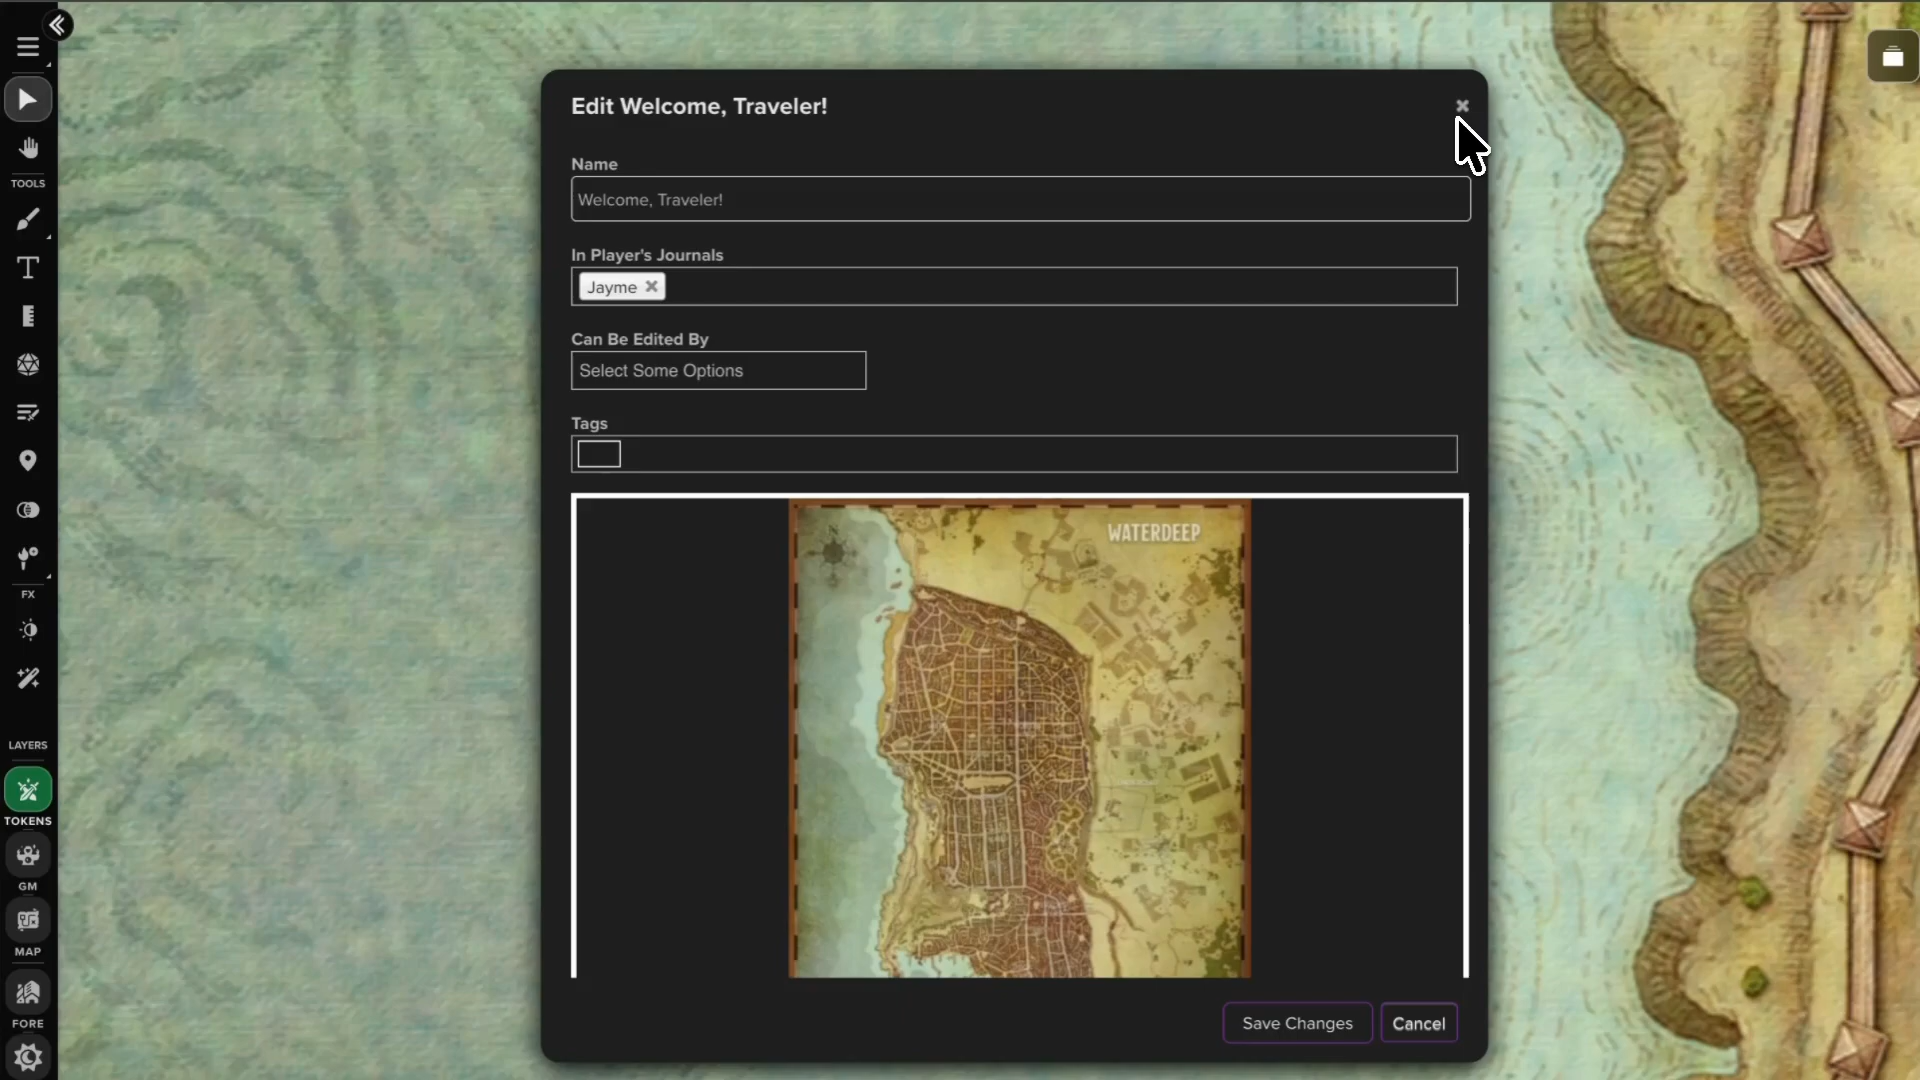 Edit Welcome, Traveler!
Name
Welcome, Traveler!
In Player's Journals
Jayme
Can Be Edited By
Select Some Options
Tags
WATERDEEP
N
Save Changes
Cancel
TOOLS
FX
LAYERS
TOKENS
GM
MAP
FORE